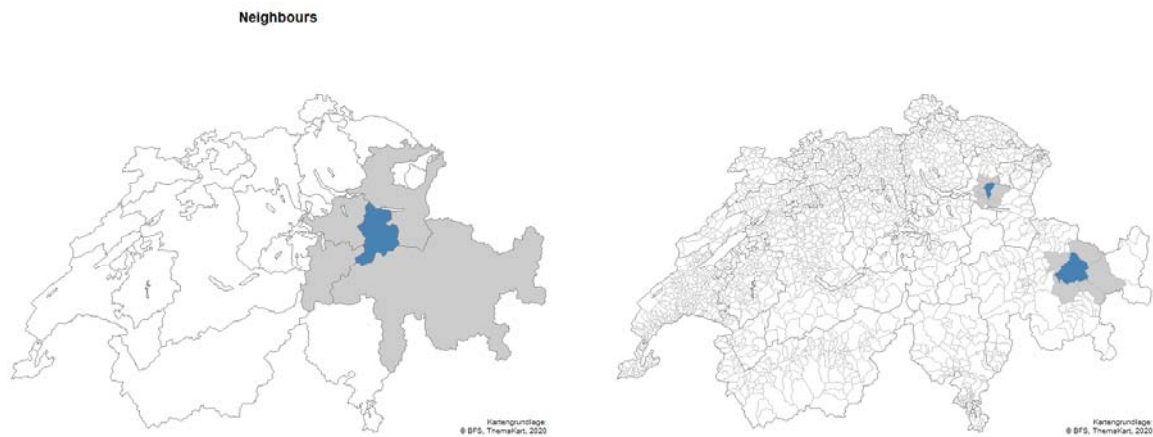 Neighbours
Kartengrundlage:
© BFS, ThemaKart, 2020
Kartengrundlage:
© BFS, ThemaKart, 2020